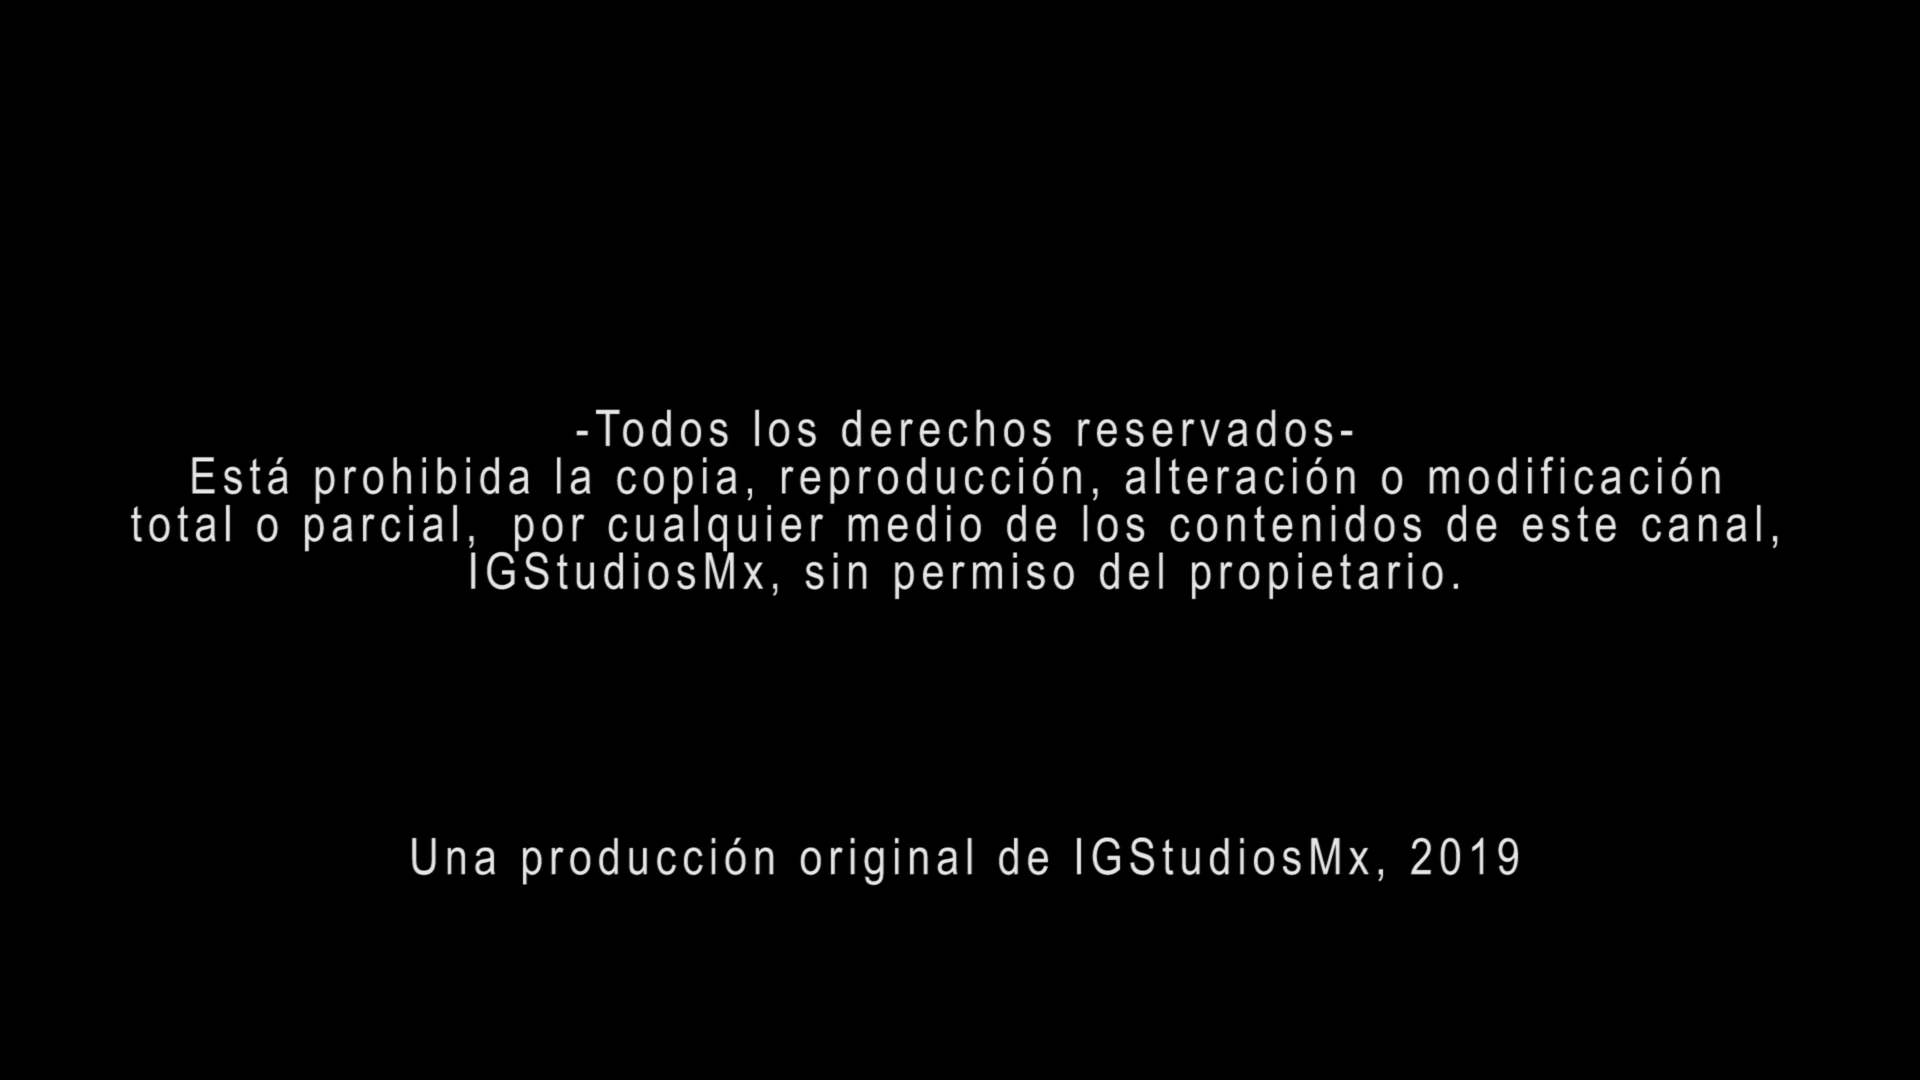 -Todos los derechos reservados-
Está prohibida la copia, reproducción, alteración o modificación
total o parcial,  por cualquier medio de los contenidos de este canal,
IGStudiosMx, sin permiso del propietario.
Una producción original de IGStudiosMx, 2019